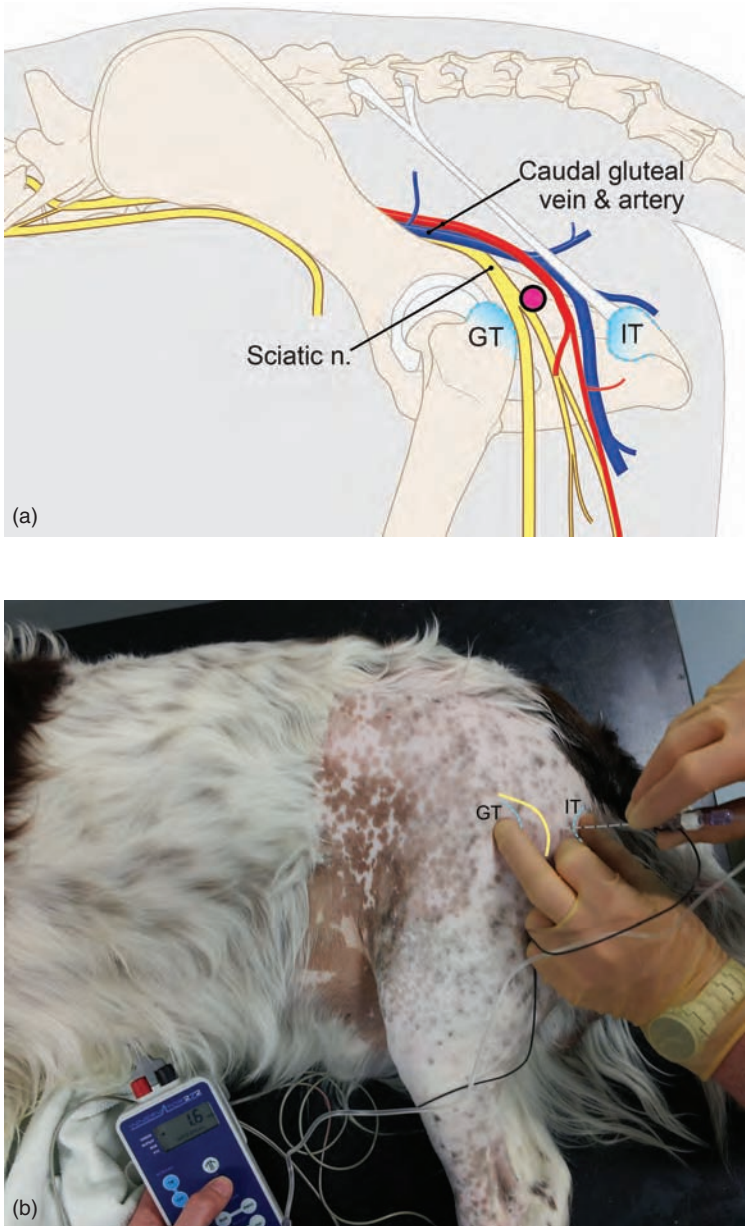 Caudal gluteal
vein & artery
GT
IT
Sciatic n.
(a)
GT
IT
1.6
(b)